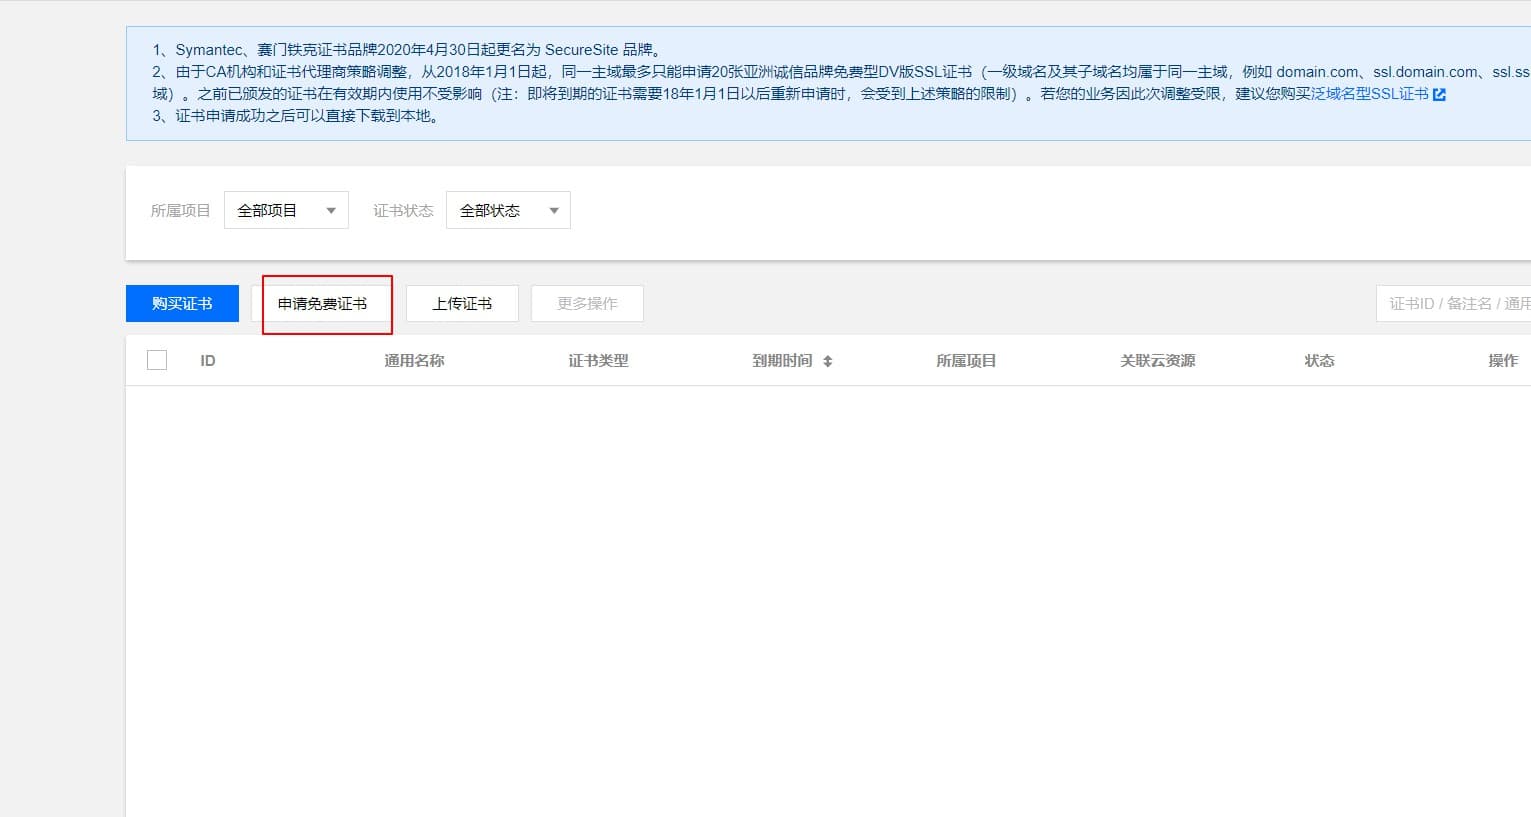 1、Symantec、赛门铁克证书品牌2020年4月30日起更名为 SecureSite 品牌。
2、由于CA机构和证书代理商策略调整，从2018年1月1日起，同一主域最多只能申请20张亚洲诚信品牌免费型DV版SSL证书（一级域名及其子域名均属于同一主域，例如 domain.com、ssl.domain.com、ssl.ss
域）。之前已颁发的证书在有效期内使用不受影响（注：即将到期的证书需要18年1月1日以后重新申请时，会受到上述策略的限制）。若您的业务因此次调整受限，建议您购买泛域名型SSL证书
3、证书申请成功之后可以直接下载到本地。
所属项目 全部项目 证书状态 全部状态
购买证书 申请免费证书 上传证书 更多操作 证书ID / 备注名 / 通用
ID 通用名称 证书类型 到期时间 所属项目 关联云资源 状态 操作